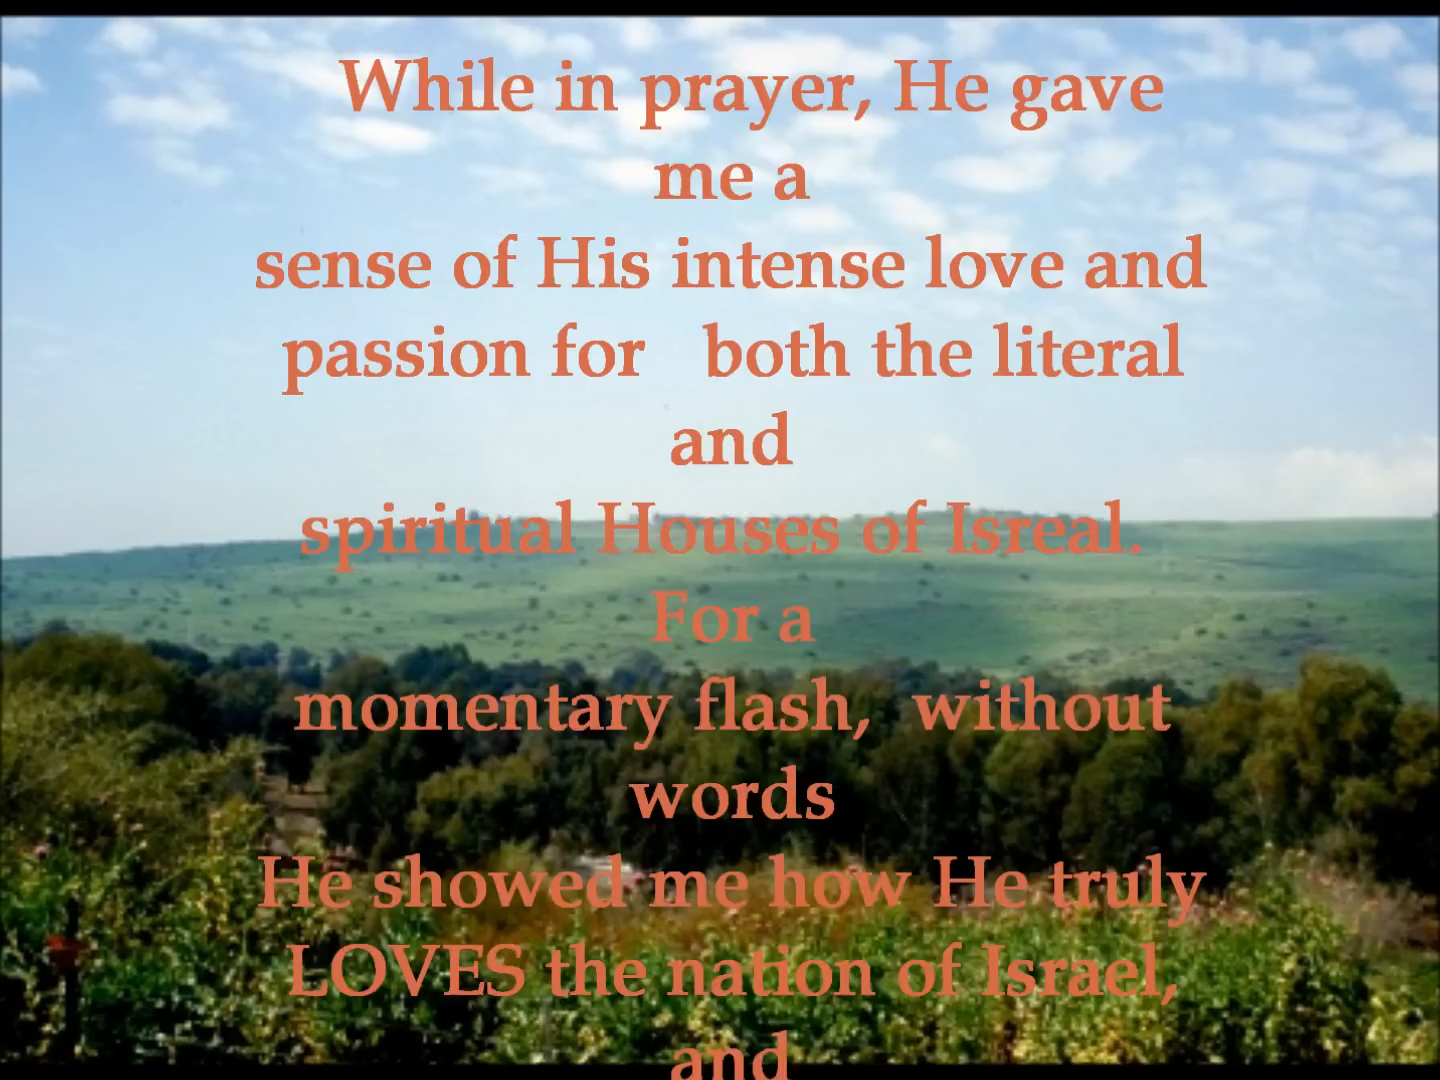 While in prayer, He gave
me a
sense of His intense love and
passion for both the literal
and
spiritual Houses of Isreal.
For a
momentary flash, without
words
He showed me how He truly
LOVES the nation of Israel,
and